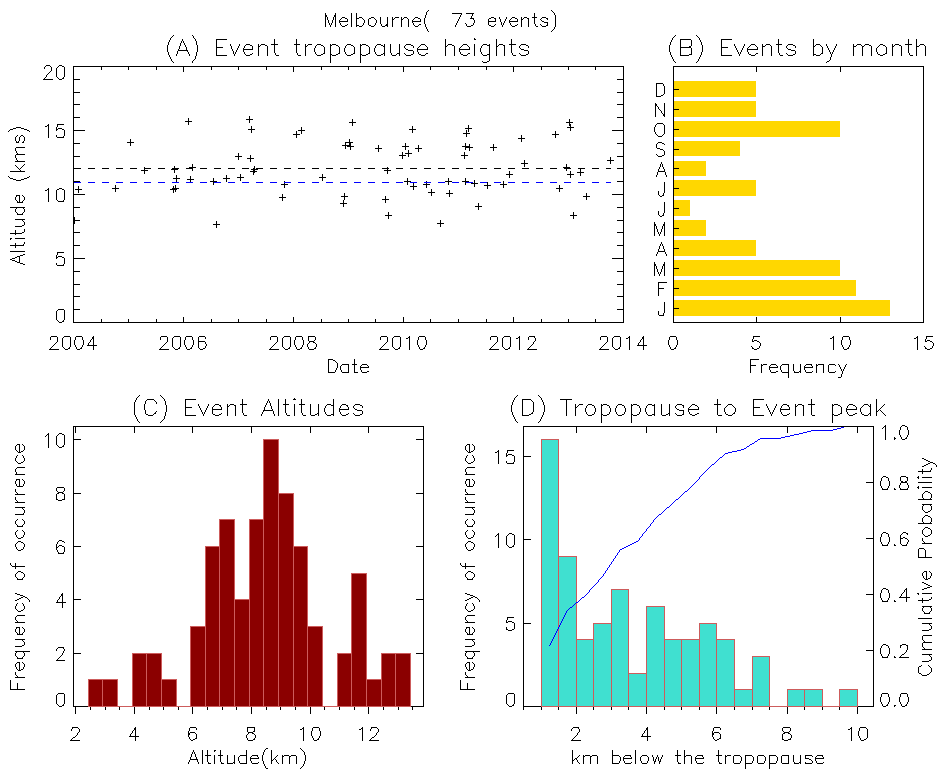 Melbourne( 73 events)
(A) Event tropopause heights
(B) Events by month
20
15
10
5
0
Altitude (kms)
2004 2006 2008 2010 2012 2014
Date
D
N
O
S
A
J
J
M
A
M
F
J
0 5 10 15
Frequency
(C) Event Altitudes
(D) Tropopause to Event peak
10
8
6
4
2
0
Frequency of occurrence
2 4 6 8 10 12
Altitude(km)
15
10
5
0
Frequency of occurrence
1.0
0.8
0.6
0.4
0.2
0.0
Cumulative Probability
2 4 6 8 10
km below the tropopause